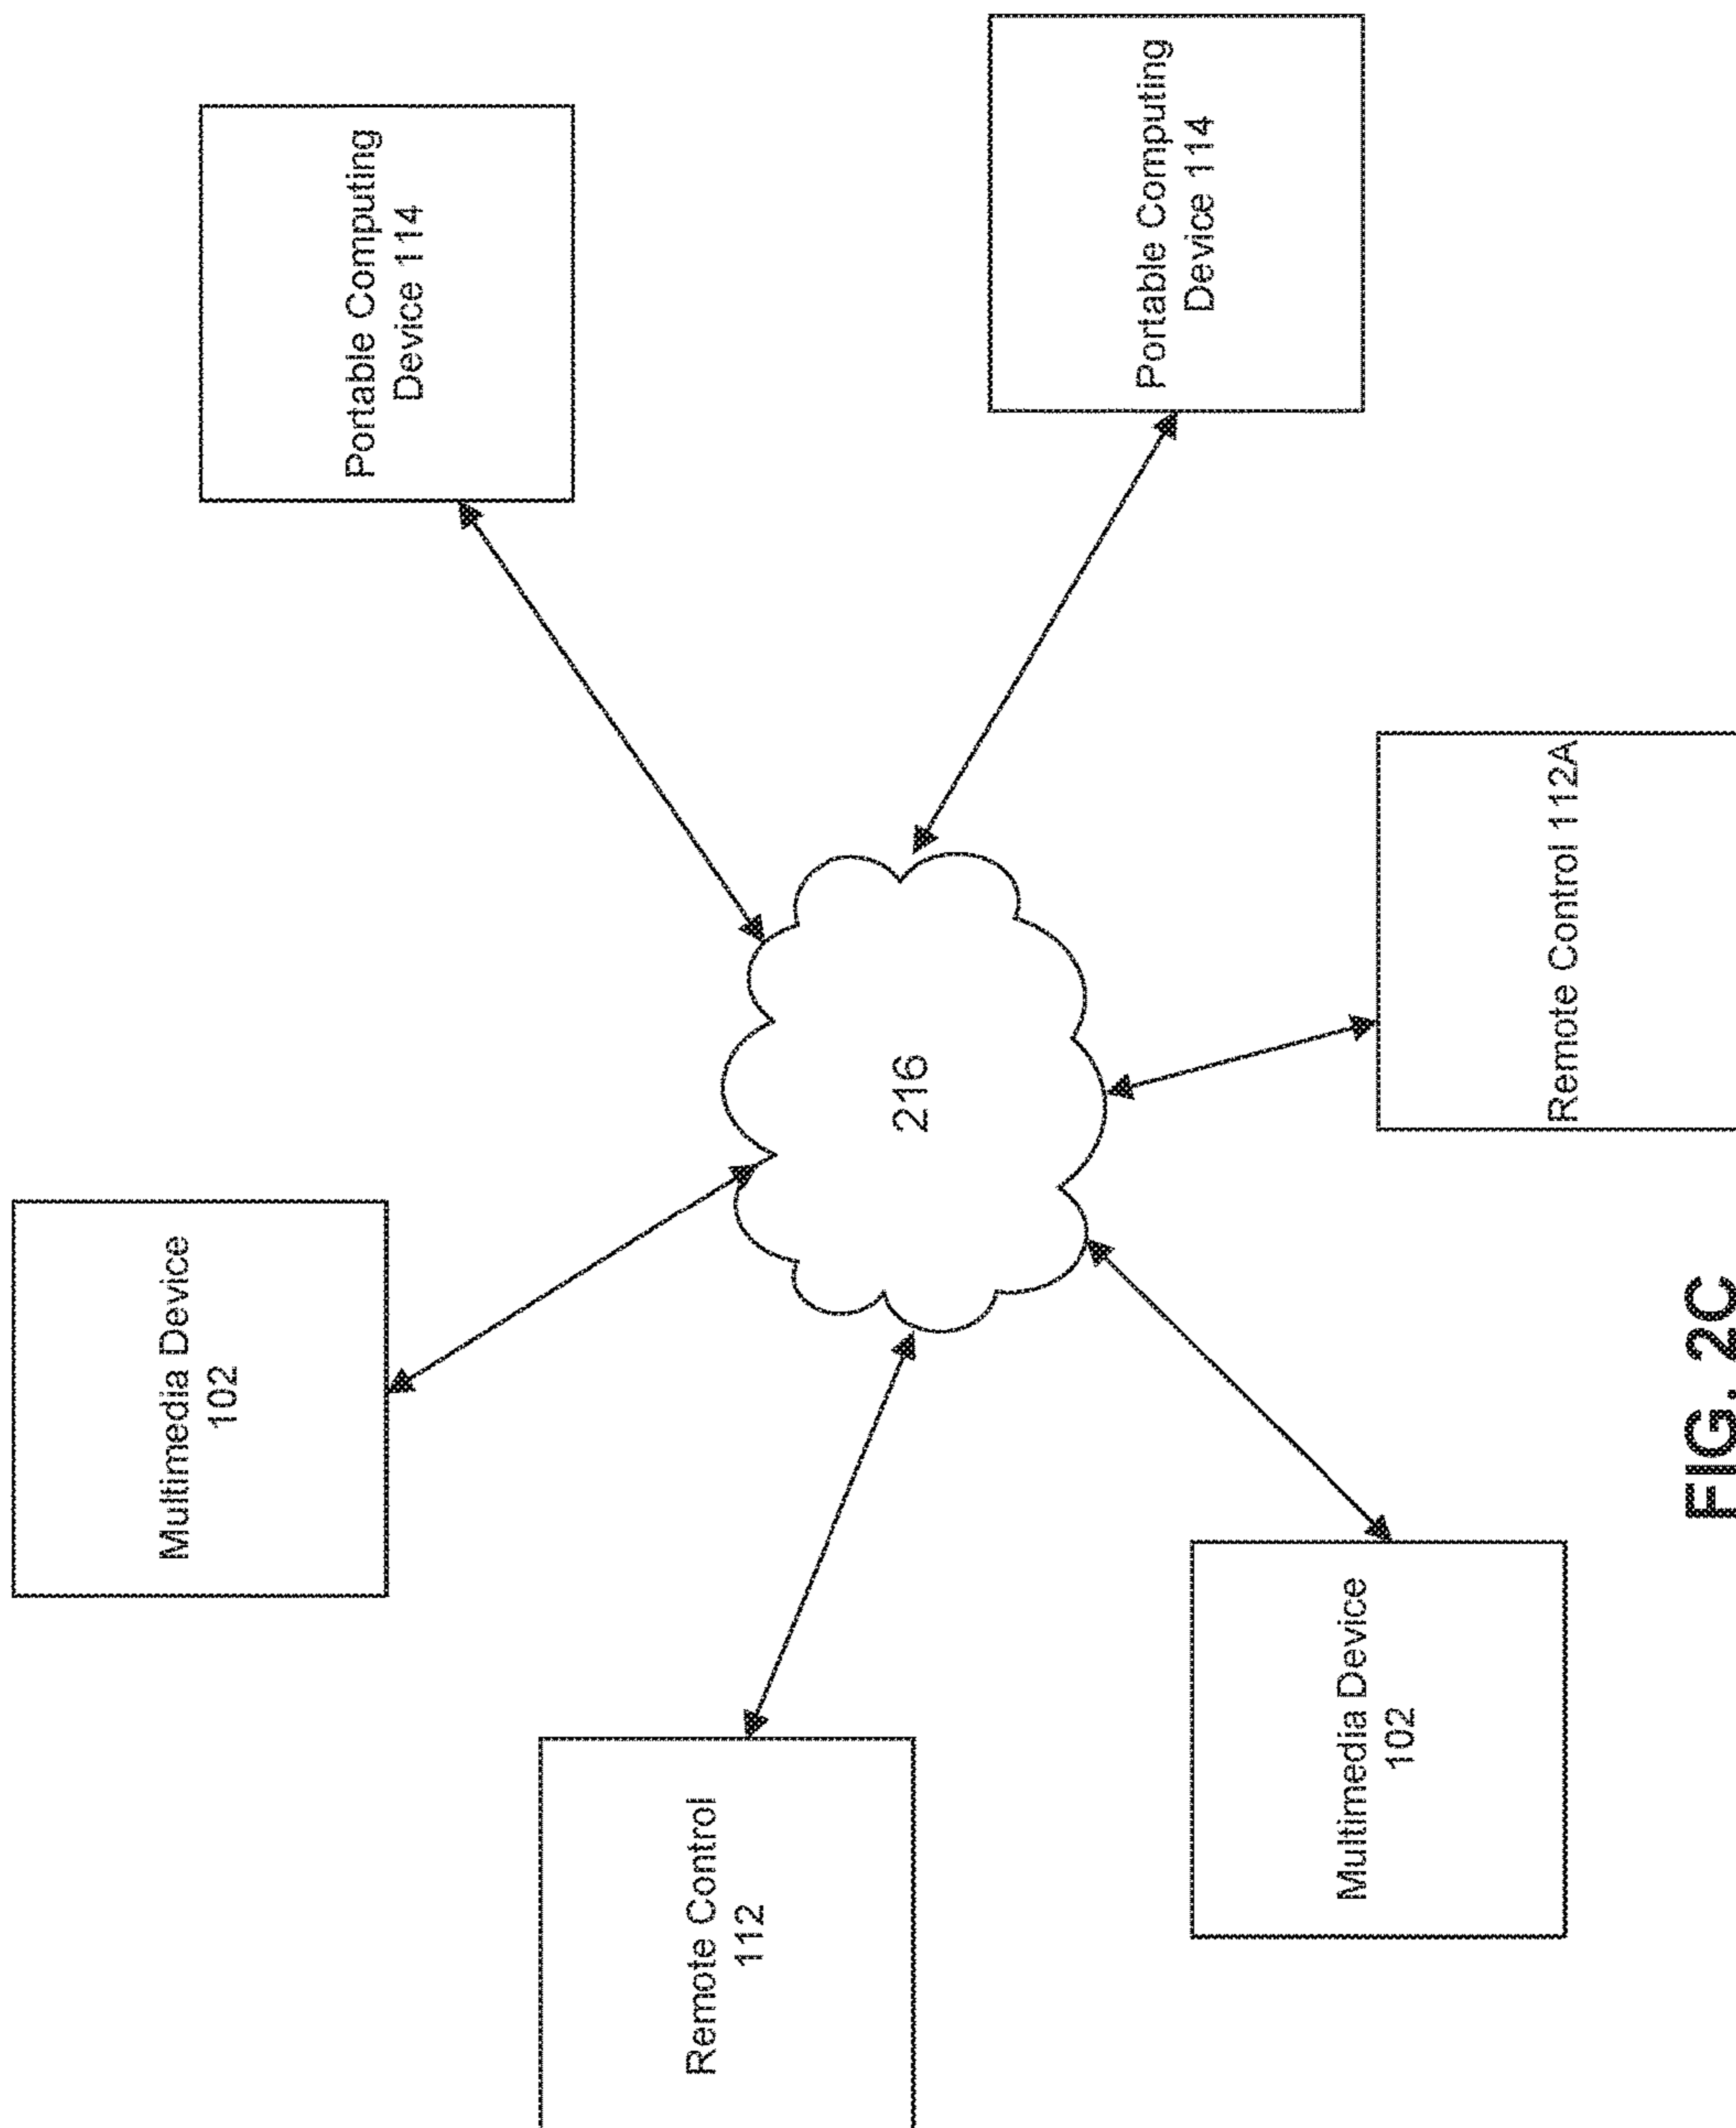 Multimedia Device
102
Portable Computing
Device 114
Remote Control
112
216
Portable Computing
Device 114
Multimedia Device
102
Remote Control 112A
FIG. 2C